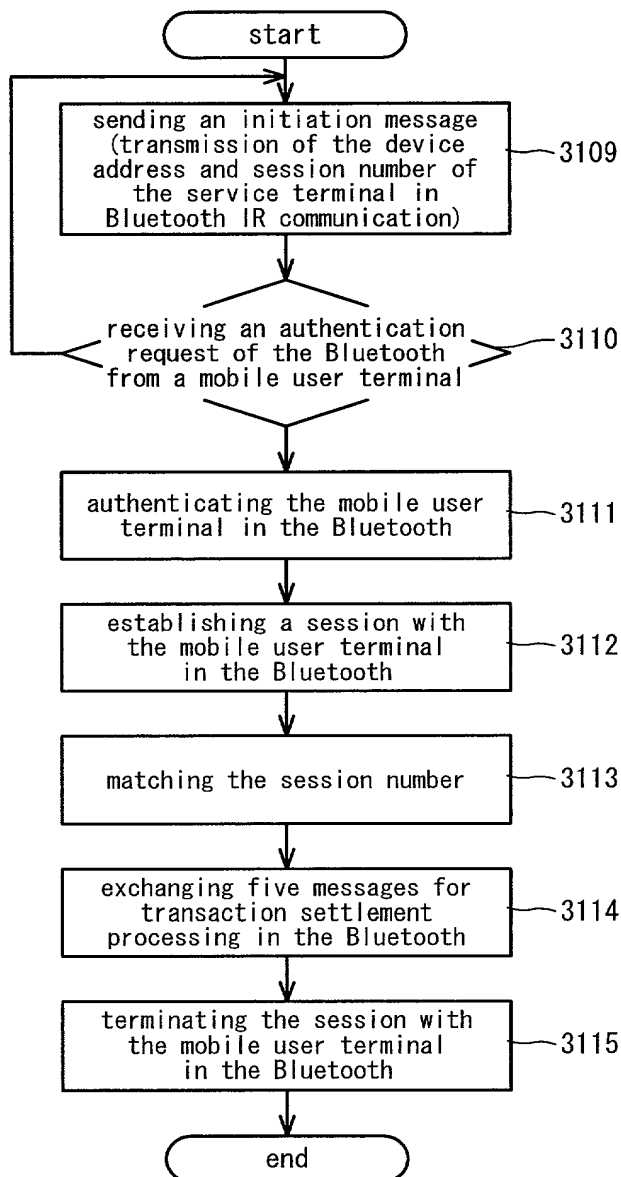 start
sending an initiation message
(transmission of the device
address and session number of
the service terminal in
Bluetooth IR communication)
3109
receiving an authentication
request of the Bluetooth
from a mobile user terminal
3110
authenticating the mobile user
terminal in the Bluetooth
3111
establishing a session with
the mobile user terminal
in the Bluetooth
3112
matching the session number
3113
exchanging five messages for
transaction settlement
processing in the Bluetooth
3114
terminating the session with
the mobile user terminal
in the Bluetooth
3115
end